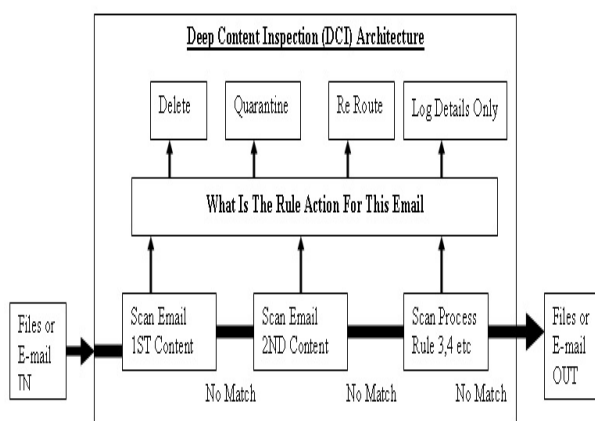 Deep Content Inspection (DCI) Architecture
Delete
Quarantine
Re Route
Log Details Only
What Is The Rule Action For This Email
Files or
E-mail
IN
Scan Email
1ST Content
Scan Email
2ND Content
Scan Process
Rule 3,4 etc
Files or
E-mail
OUT
No Match
No Match
No Match